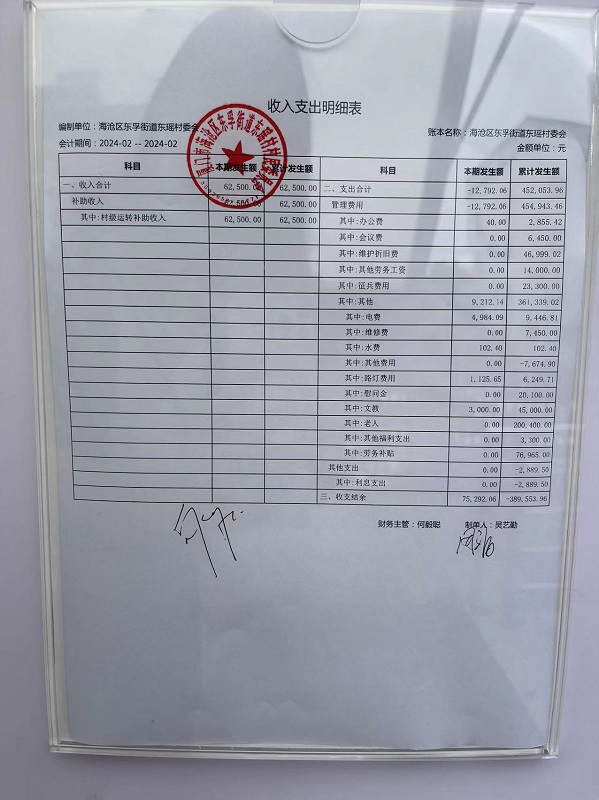 收入支出明细表
编制单位：海沧区东孚街道东瑶村委会 账本名称：海沧区东孚街道东瑶村委会
会计期间：2024-02 -- 2024-02 金额单位：元
科目 本期发生额 累计发生额 科目 本期发生额 累计发生额
一、收入合计 62,500.00 62,500.00 二、支出合计 -12,792.06 452,053.96
补助收入 62,500.00 62,500.00 管理费用 -12,792.06 454,943.46
其中:村级运转补助收入 62,500.00 62,500.00 其中:办公费 40.00 2,855.42
其中:会议费 0.00 6,450.00
其中:维护折旧费 0.00 46,999.02
其中:其他劳务工资 0.00 14,000.00
其中:征兵费用 0.00 23,300.00
其中:其他 9,212.14 361,339.02
其中:电费 4,984.09 9,446.81
其中:维修费 0.00 7,450.00
其中:水费 102.40 102.40
其中:其他费用 0.00 -7,674.90
其中:路灯费用 1,125.65 6,249.71
其中:慰问金 0.00 20,100.00
其中:文教 3,000.00 45,000.00
其中:老人 0.00 200,400.00
其中:其他福利支出 0.00 3,300.00
其中:劳务补贴 0.00 76,965.00
其他支出 0.00 -2,889.50
其中:利息支出 0.00 -2,889.50
三、收支结余 75,292.06 -389,553.96
财务主管：何毅聪 制单人：吴艺勤